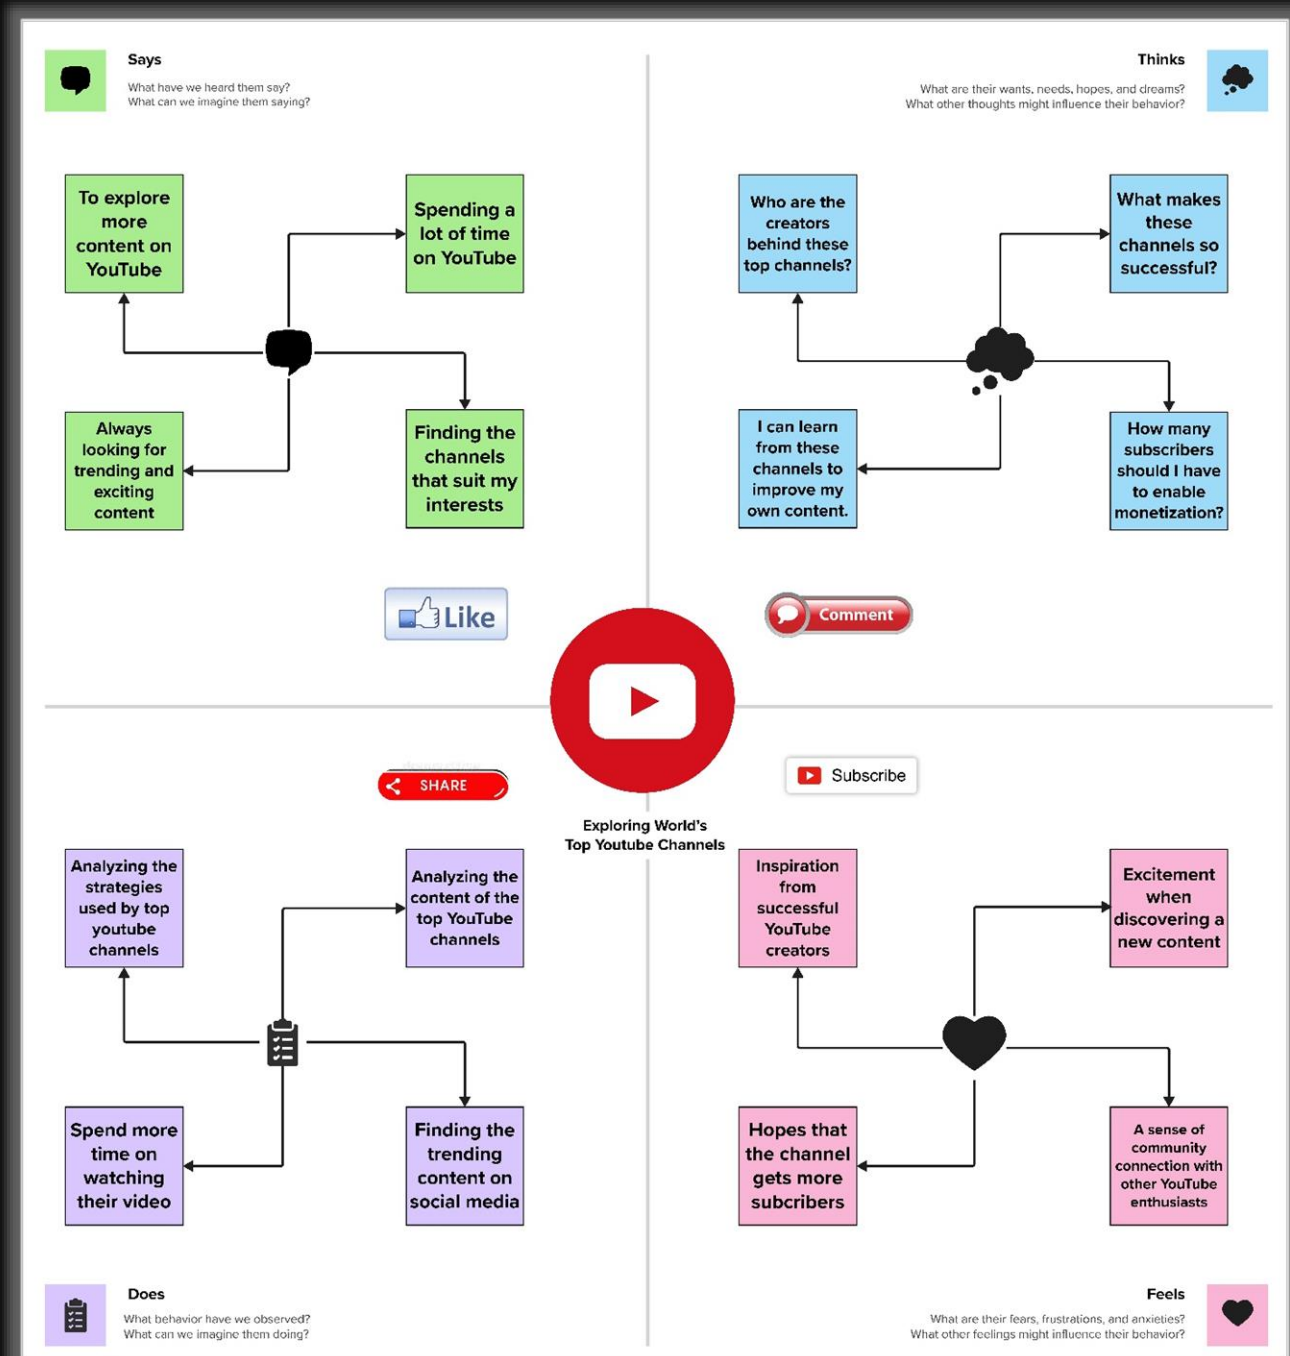 Says
What have we heard them say?
What can we imagine them saying?
Thinks
What are their wants, needs, hopes, and dreams?
What other thoughts might influence their behavior?
To explore
more
content on
YouTube
Spending a
lot of time
on YouTube
Always
looking for
trending and
exciting
content
Finding the
channels
that suit my
interests
Who are the
creators
behind these
top channels?
What makes
these
channels so
successful?
I can learn
from these
channels to
improve my
own content.
How many
subscribers
should I have
to enable
monetization?
Like
Comment
SHARE
Subscribe
Exploring World's
Top Youtube Channels
Analyzing the
strategies
used by top
youtube
channels
Analyzing the
content of the
top YouTube
channels
Spend more
time on
watching
their video
Finding the
trending
content on
social media
Inspiration
from
successful
YouTube
creators
Excitement
when
discovering a
new content
Hopes that
the channel
gets more
subcribers
A sense of
community
connection with
other YouTube
enthusiasts
Does
What behavior have we observed?
What can we imagine them doing?
Feels
What are their fears, frustrations, and anxieties?
What other feelings might influence their behavior?